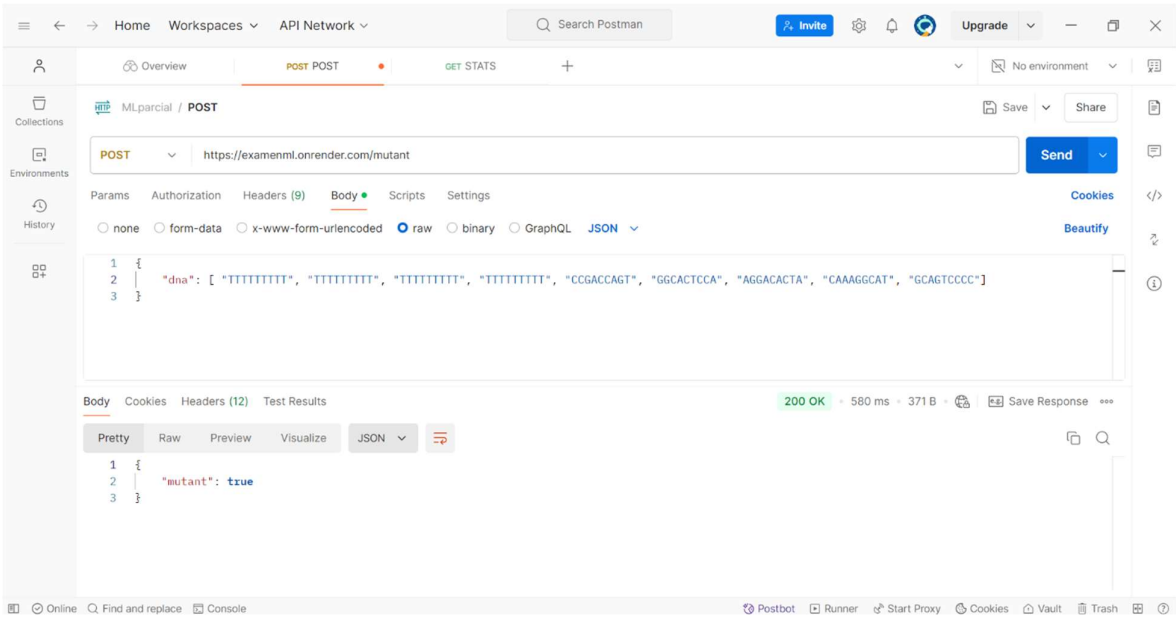 Home Workspaces API Network Search Postman Invite Upgrade
Overview POST POST GET STATS No environment
HTTP MLparcial / POST Save Share
Collections
POST https://examenml.onrender.com/mutant Send
Environments
Params Authorization Headers (9) Body Scripts Settings Cookies
History
none form-data x-www-form-urlencoded raw binary GraphQL JSON Beautify
1 {
2 "dna": [ "TTTTTTTTT", "TTTTTTTTT", "TTTTTTTTT", "TTTTTTTTT", "CCGACCAGT", "GGCACTCCA", "AGGACACTA", "CAAAGGCAT", "GCAGTCCCC"]
3 }
Body Cookies Headers (12) Test Results 200 OK 580 ms 371 B Save Response
Pretty Raw Preview Visualize JSON
1 {
2 "mutant": true
3 }
Online Find and replace Console Postbot Runner Start Proxy Cookies Vault Trash